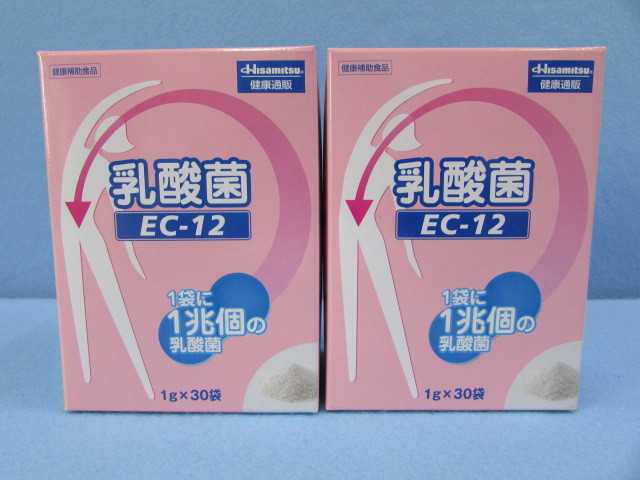 健康補助食品
Hisamitsu
健康通販
乳酸菌
EC-12
1袋に
1兆個の
乳酸菌
1g×30袋
健康補助食品
Hisamitsu
健康通販
乳酸菌
EC-12
1袋に
1兆個の
乳酸菌
1g×30袋